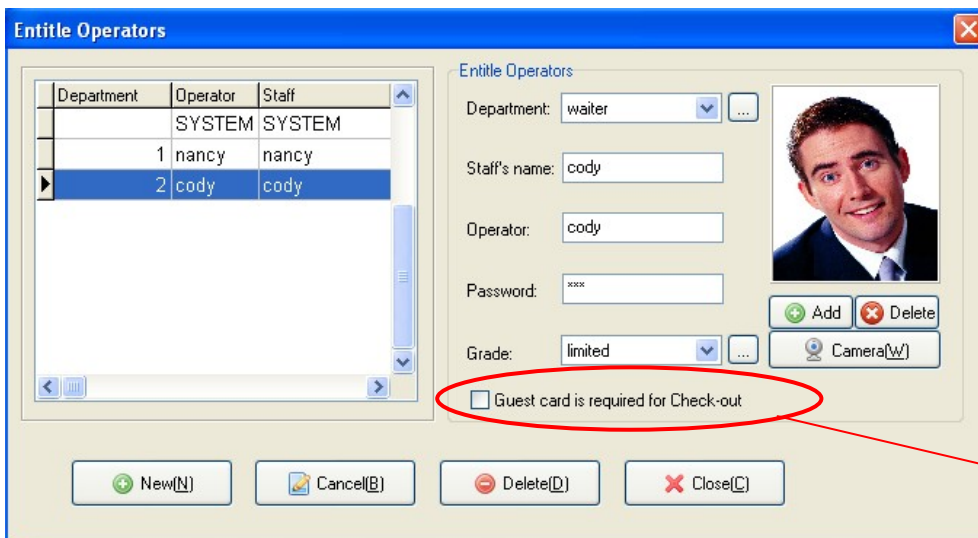 Entitle Operators
Department Operator Staff
SYSTEM SYSTEM
1 nancy nancy
2 cody cody
Entitle Operators
Department: waiter ...
Staff's name: cody
Operator: cody
Password: ***
Grade: limited ...
Add Delete
Camera(W)
Guest card is required for Check-out
New(N) Cancel(B) Delete(D) Close(C)